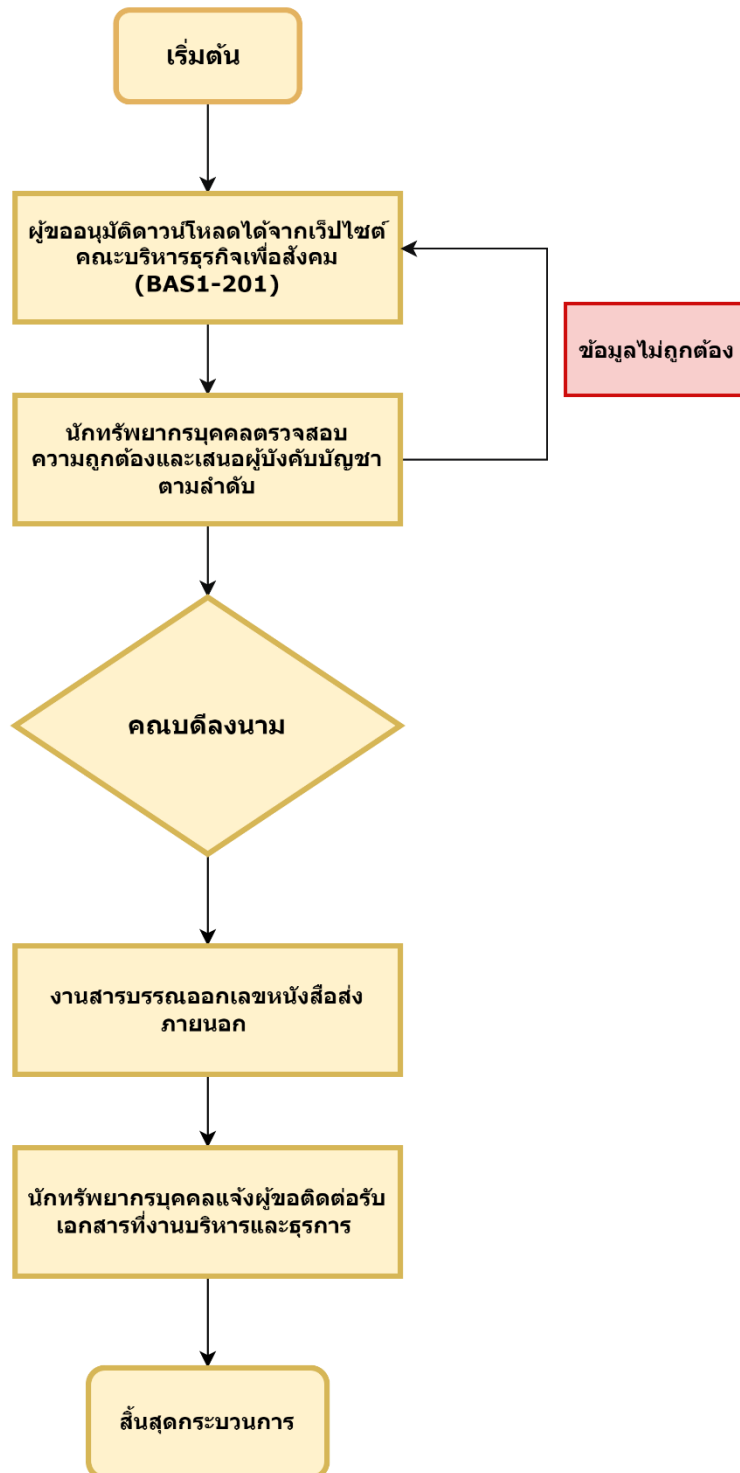 เริ่มต้น
ผู้ขออนุมัติดาวน์โหลดได้จากเว็ปไซต์
คณะบริหารธุรกิจเพื่อสังคม
(BAS1-201)
ข้อมูลไม่ถูกต้อง
นักทรัพยากรบุคคลตรวจสอบ
ความถูกต้องและเสนอผู้บังคับบัญชา
ตามลำดับ
คณบดีลงนาม
งานสารบรรณออกเลขหนังสือส่ง
ภายนอก
นักทรัพยากรบุคคลแจ้งผู้ขอติดต่อรับ
เอกสารที่งานบริหารและธุรการ
สิ้นสุดกระบวนการ